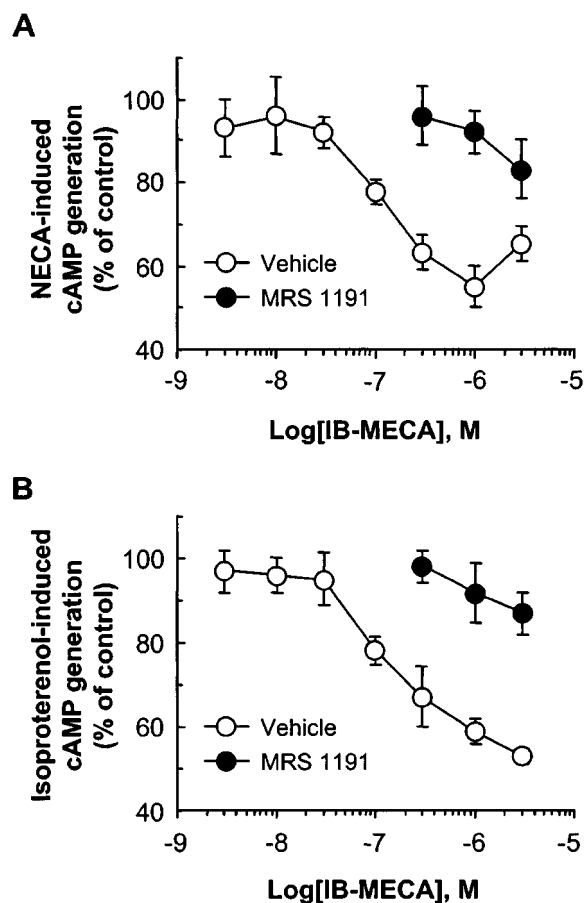 A
NECA-induced
cAMP generation
(% of control)
100
80
60
40
Vehicle
MRS 1191
-9
-8
-7
-6
-5
Log[IB-MECA], M
B
Isoproterenol-induced
cAMP generation
(% of control)
100
80
60
40
Vehicle
MRS 1191
-9
-8
-7
-6
-5
Log[IB-MECA], M